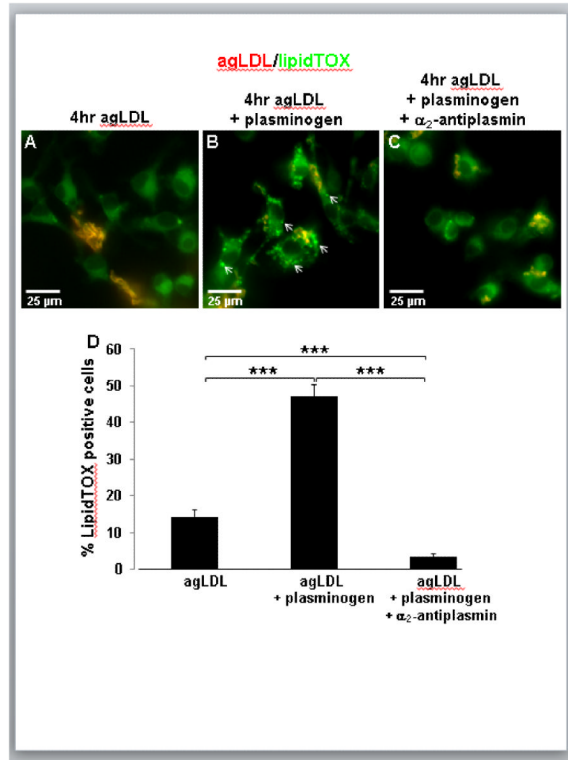 agLDL/lipidTOX
4hr agLDL
4hr agLDL
+ plasminogen
4hr agLDL
+ plasminogen
+ α₂-antiplasmin
A
B
C
25 µm
25 µm
25 µm
D
% LipidTOX positive cells
60
50
40
30
20
10
0
***
***
***
agLDL
agLDL
+ plasminogen
agLDL
+ plasminogen
+ α₂-antiplasmin